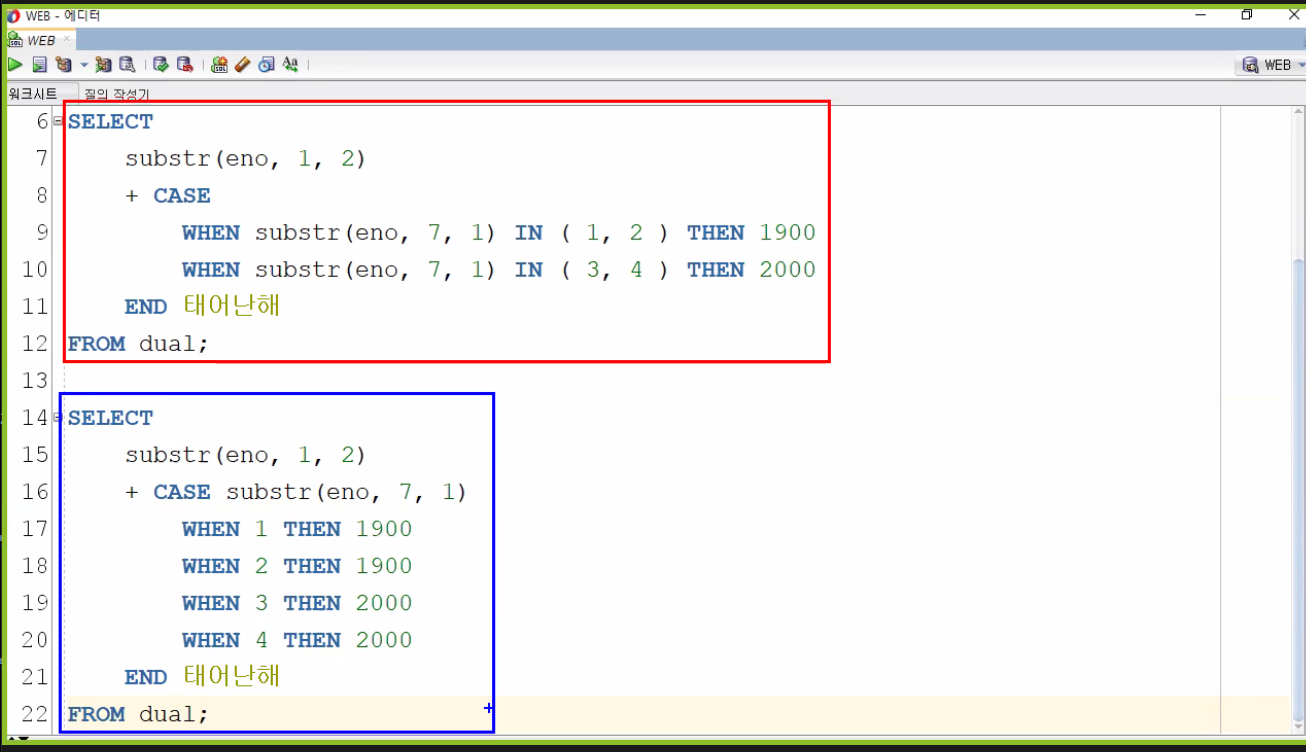 WEB - 에디터
WEB
WEB
워크시트 질의 작성기
6 SELECT
7 substr(eno, 1, 2)
8 + CASE
9 WHEN substr(eno, 7, 1) IN ( 1, 2 ) THEN 1900
10 WHEN substr(eno, 7, 1) IN ( 3, 4 ) THEN 2000
11 END 태어난해
12 FROM dual;
13
14 SELECT
15 substr(eno, 1, 2)
16 + CASE substr(eno, 7, 1)
17 WHEN 1 THEN 1900
18 WHEN 2 THEN 1900
19 WHEN 3 THEN 2000
20 WHEN 4 THEN 2000
21 END 태어난해
22 FROM dual;